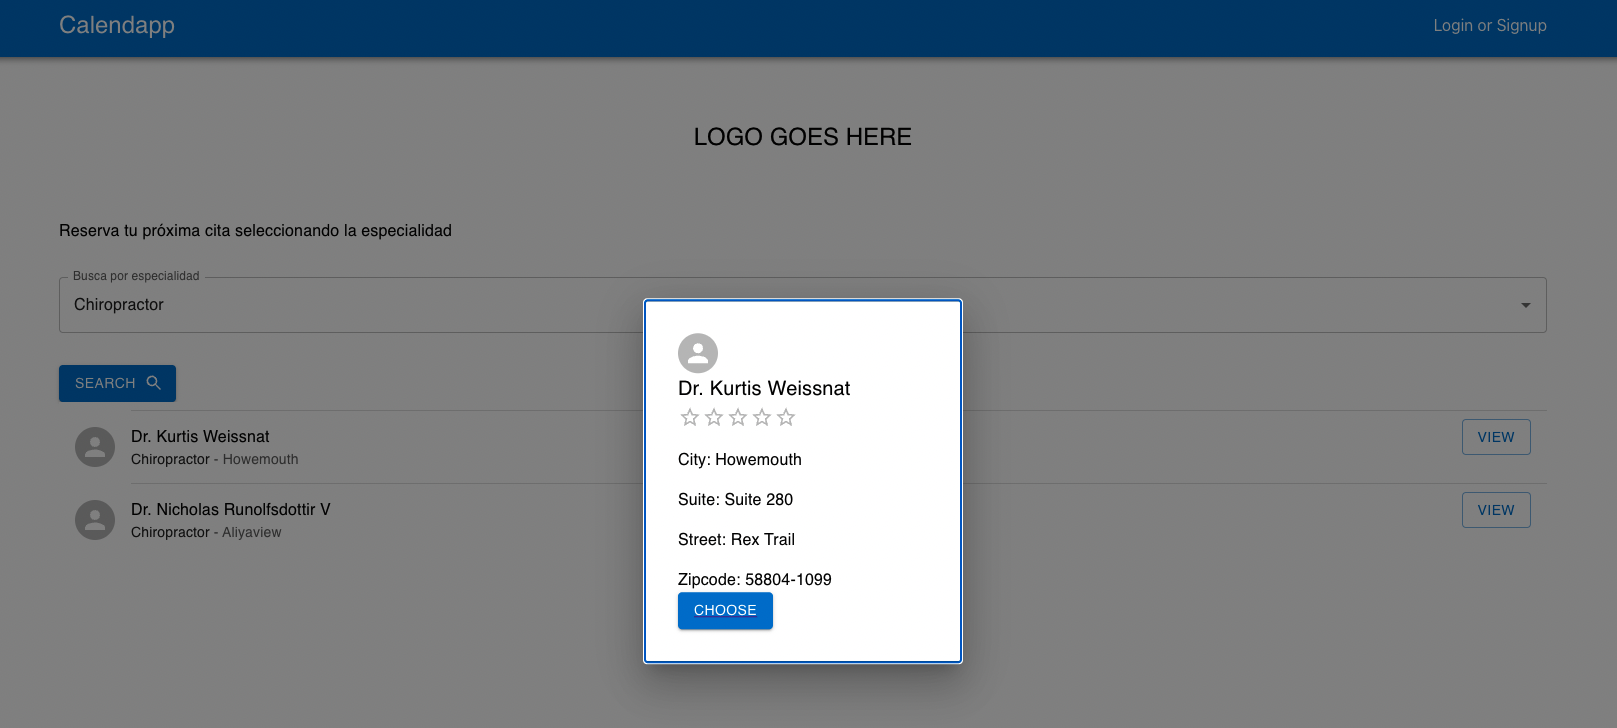 Calendapp
Login or Signup
LOGO GOES HERE
Reserva tu próxima cita seleccionando la especialidad
Busca por especialidad
Chiropractor
SEARCH
Dr. Kurtis Weissnat
Chiropractor - Howemouth
VIEW
Dr. Nicholas Runolfsdottir V
Chiropractor - Aliyaview
VIEW
Dr. Kurtis Weissnat
City: Howemouth
Suite: Suite 280
Street: Rex Trail
Zipcode: 58804-1099
CHOOSE